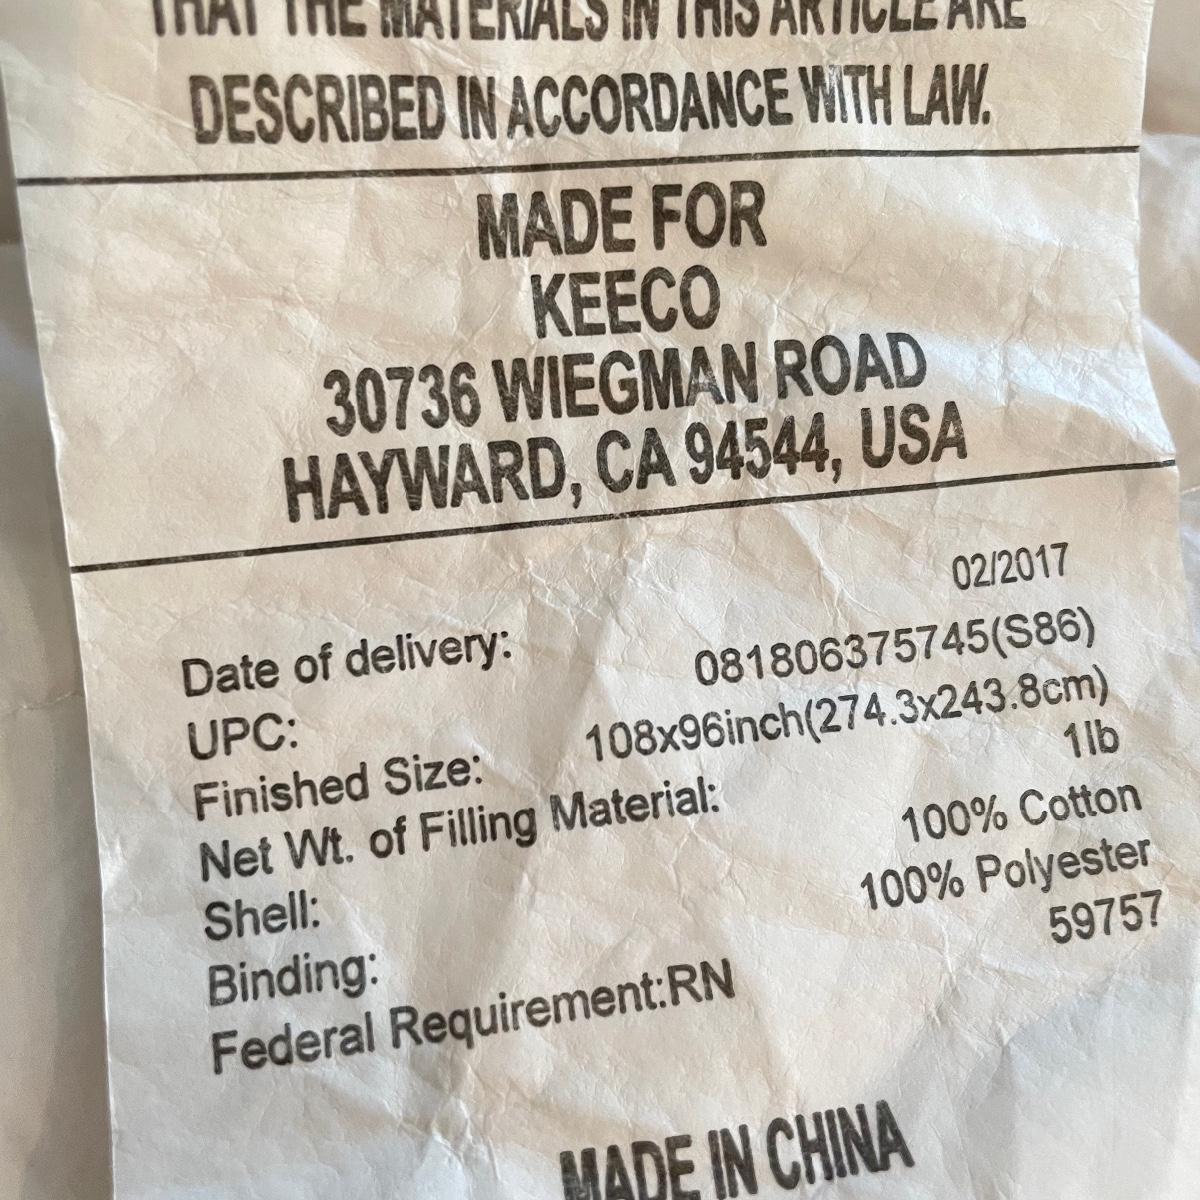 THAT THE MATERIALS IN THIS ARTICLE ARE
DESCRIBED IN ACCORDANCE WITH LAW.
MADE FOR
KEECO
30736 WIEGMAN ROAD
HAYWARD, CA 94544, USA
Date of delivery: 02/2017
UPC: 081806375745(S86)
Finished Size: 108x96inch(274.3x243.8cm)
Net Wt. of Filling Material: 1lb
Shell: 100% Cotton
Binding: 100% Polyester
Federal Requirement:RN 59757
MADE IN CHINA